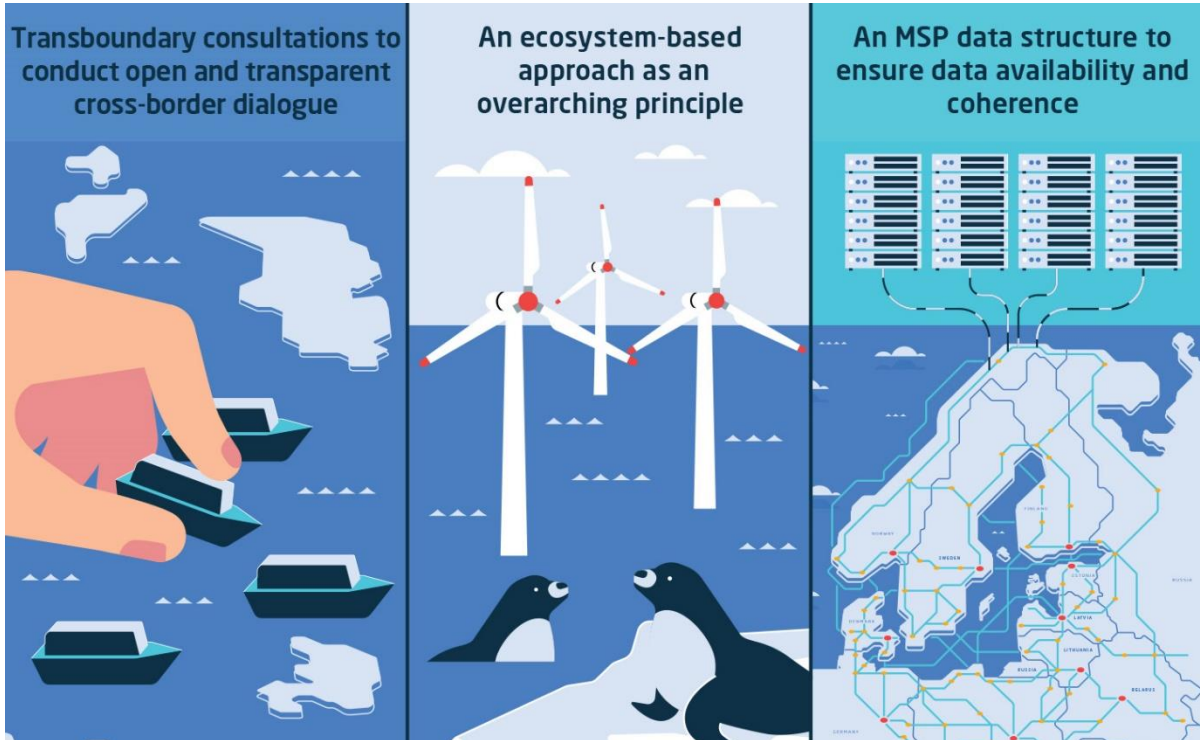 Transboundary consultations to
conduct open and transparent
cross-border dialogue
An ecosystem-based
approach as an
overarching principle
An MSP data structure to
ensure data availability and
coherence
FINLAND
NORWAY
SWEDEN
ESTONIA
RUSSIA
DENMARK
LATVIA
LITHUANIA
RUSSIA
BELARUS
GERMANY